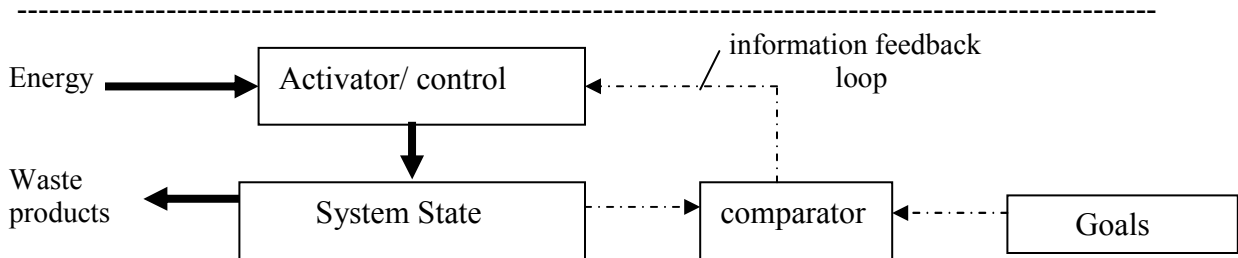 information feedback
loop
Energy
Activator/ control
Waste
products
System State
comparator
Goals